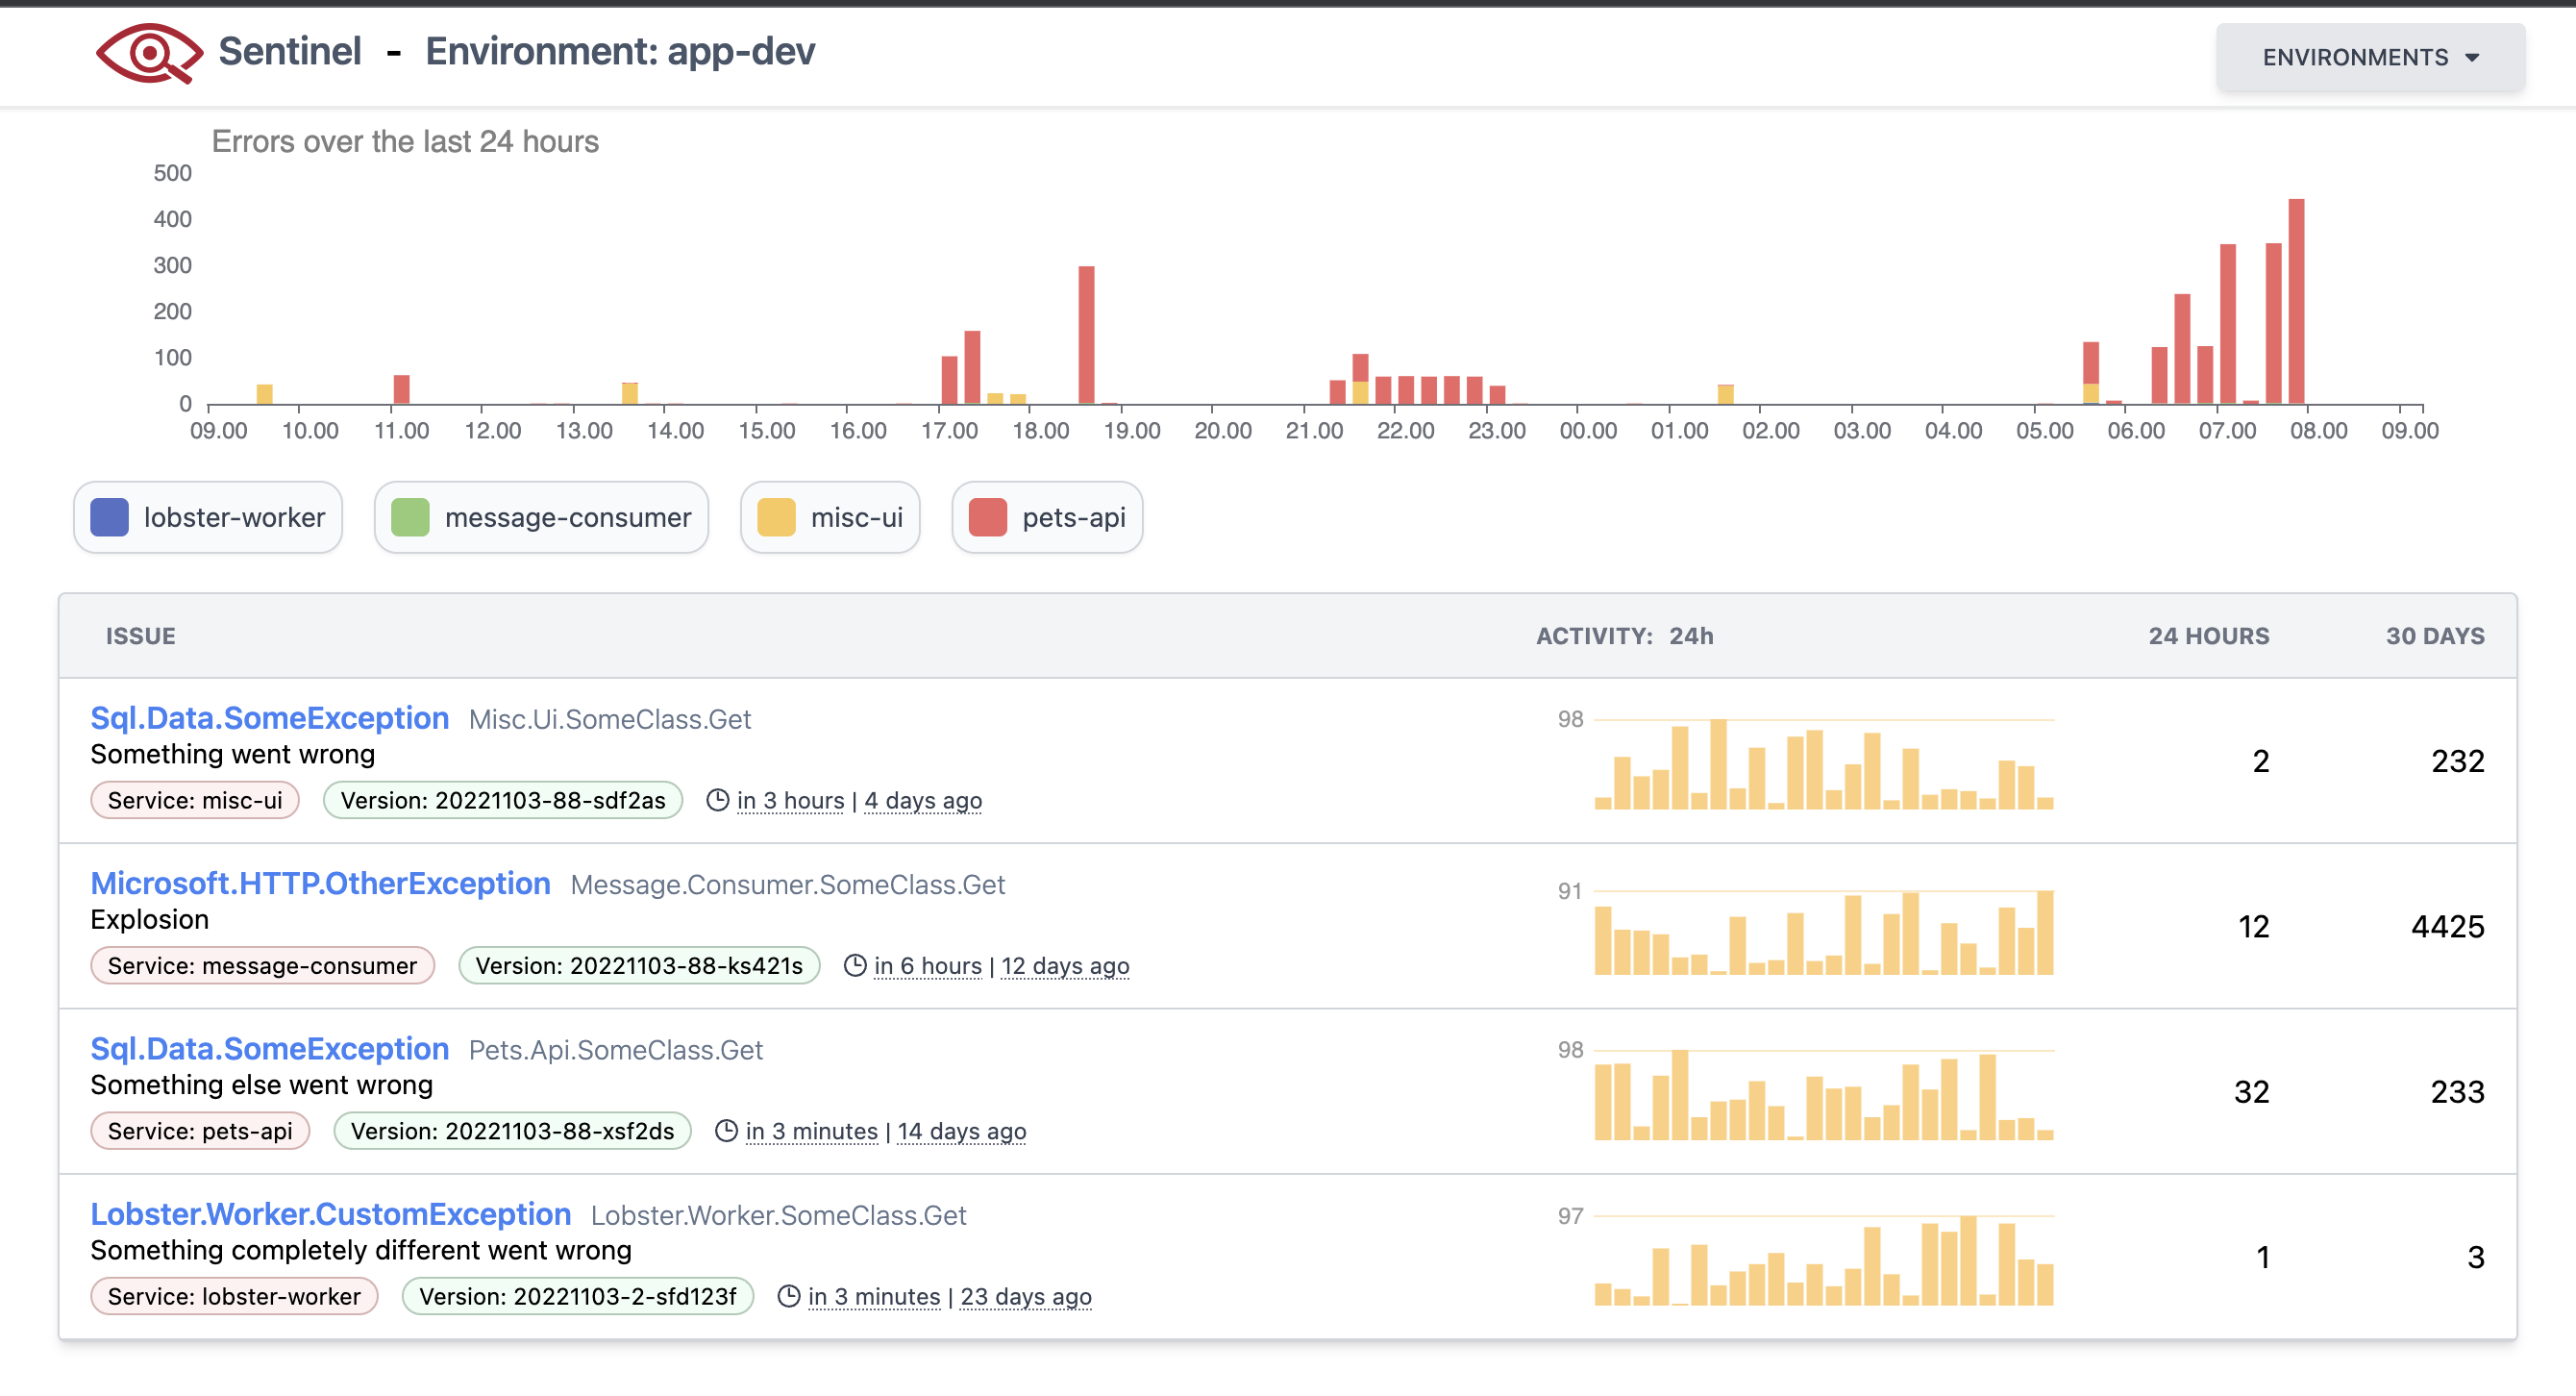 Sentinel - Environment: app-dev
ENVIRONMENTS
Errors over the last 24 hours
500
400
300
200
100
0
09.00 10.00 11.00 12.00 13.00 14.00 15.00 16.00 17.00 18.00 19.00 20.00 21.00 22.00 23.00 00.00 01.00 02.00 03.00 04.00 05.00 06.00 07.00 08.00 09.00
lobster-worker message-consumer misc-ui pets-api
ISSUE ACTIVITY: 24h 24 HOURS 30 DAYS
Sql.Data.SomeException Misc.Ui.SomeClass.Get
Something went wrong
Service: misc-ui Version: 20221103-88-sdf2as in 3 hours | 4 days ago
98
2 232
Microsoft.HTTP.OtherException Message.Consumer.SomeClass.Get
Explosion
Service: message-consumer Version: 20221103-88-ks421s in 6 hours | 12 days ago
91
12 4425
Sql.Data.SomeException Pets.Api.SomeClass.Get
Something else went wrong
Service: pets-api Version: 20221103-88-xsf2ds in 3 minutes | 14 days ago
98
32 233
Lobster.Worker.CustomException Lobster.Worker.SomeClass.Get
Something completely different went wrong
Service: lobster-worker Version: 20221103-2-sfd123f in 3 minutes | 23 days ago
97
1 3